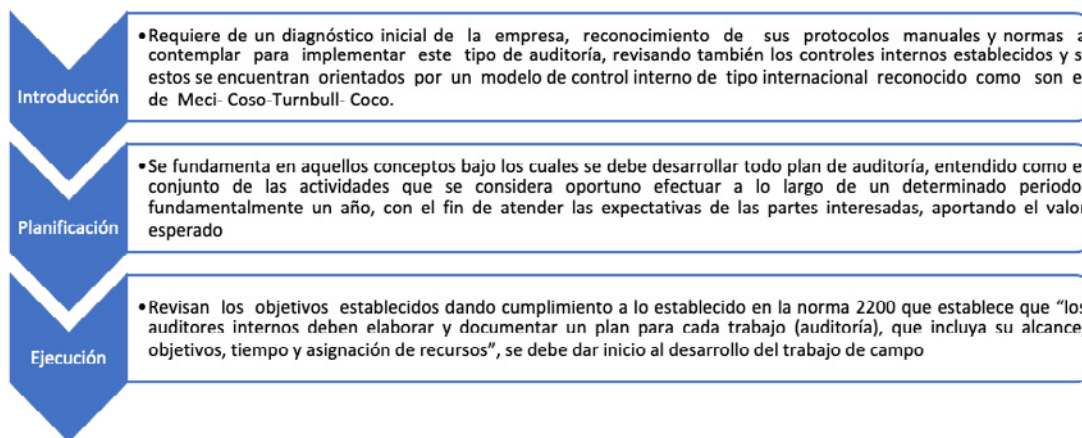 Introducción
•Requiere de un diagnóstico inicial de la empresa, reconocimiento de sus protocolos manuales y normas a
contemplar para implementar este tipo de auditoría, revisando también los controles internos establecidos y s
estos se encuentran orientados por un modelo de control interno de tipo internacional reconocido como son e
de Meci- Coso-Turnbull- Coco.
Planificación
•Se fundamenta en aquellos conceptos bajo los cuales se debe desarrollar todo plan de auditoría, entendido como e
conjunto de las actividades que se considera oportuno efectuar a lo largo de un determinado periodo
fundamentalmente un año, con el fin de atender las expectativas de las partes interesadas, aportando el valor
esperado
Ejecución
•Revisan los objetivos establecidos dando cumplimiento a lo establecido en la norma 2200 que establece que “los
auditores internos deben elaborar y documentar un plan para cada trabajo (auditoría), que incluya su alcance,
objetivos, tiempo y asignación de recursos”, se debe dar inicio al desarrollo del trabajo de campo